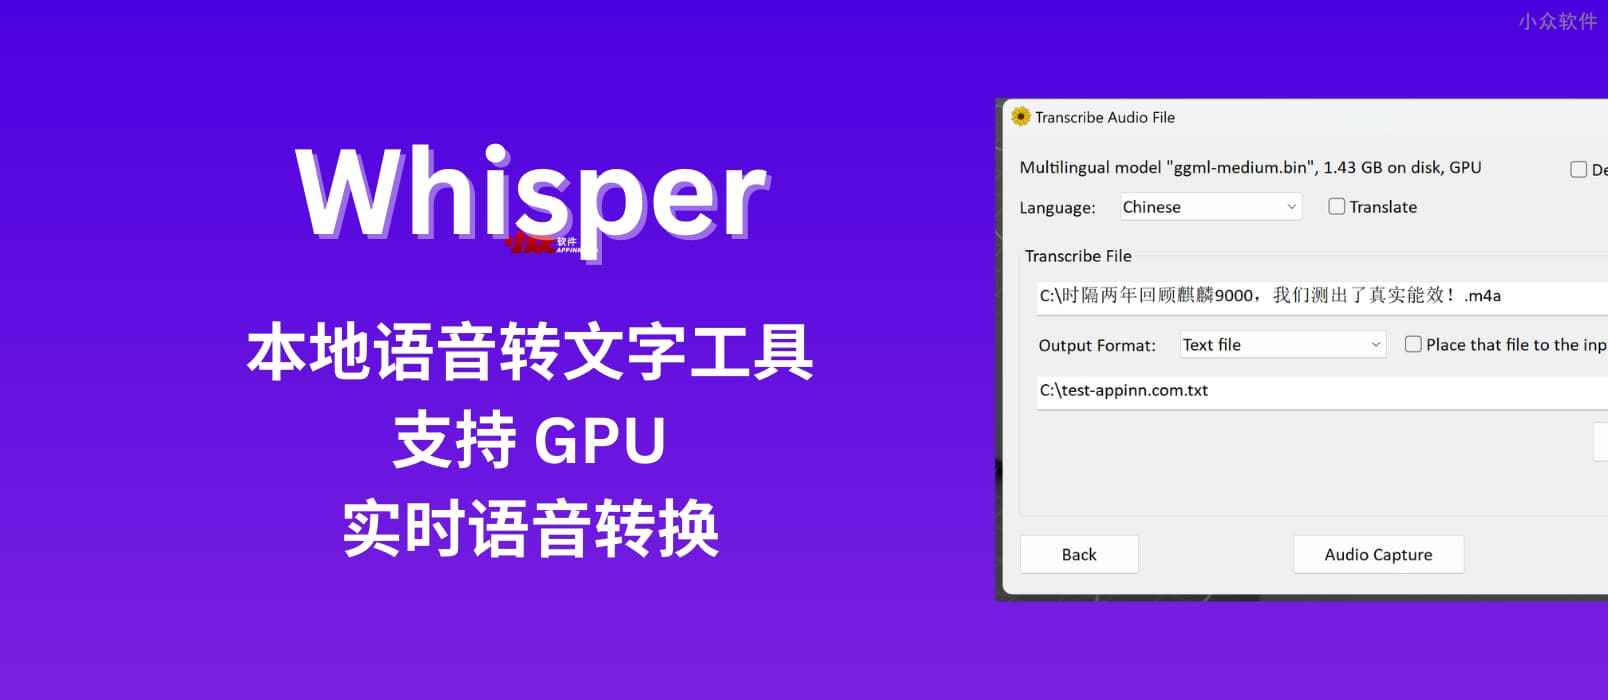 小众软件
Whisper
软件
APPINN
本地语音转文字工具
支持 GPU
实时语音转换
Transcribe Audio File
Multilingual model "ggml-medium.bin", 1.43 GB on disk, GPU
De
Language: Chinese Translate
Transcribe File
C:\时隔两年回顾麒麟9000，我们测出了真实能效！.m4a
Output Format: Text file Place that file to the inp
C:\test-appinn.com.txt
Back Audio Capture